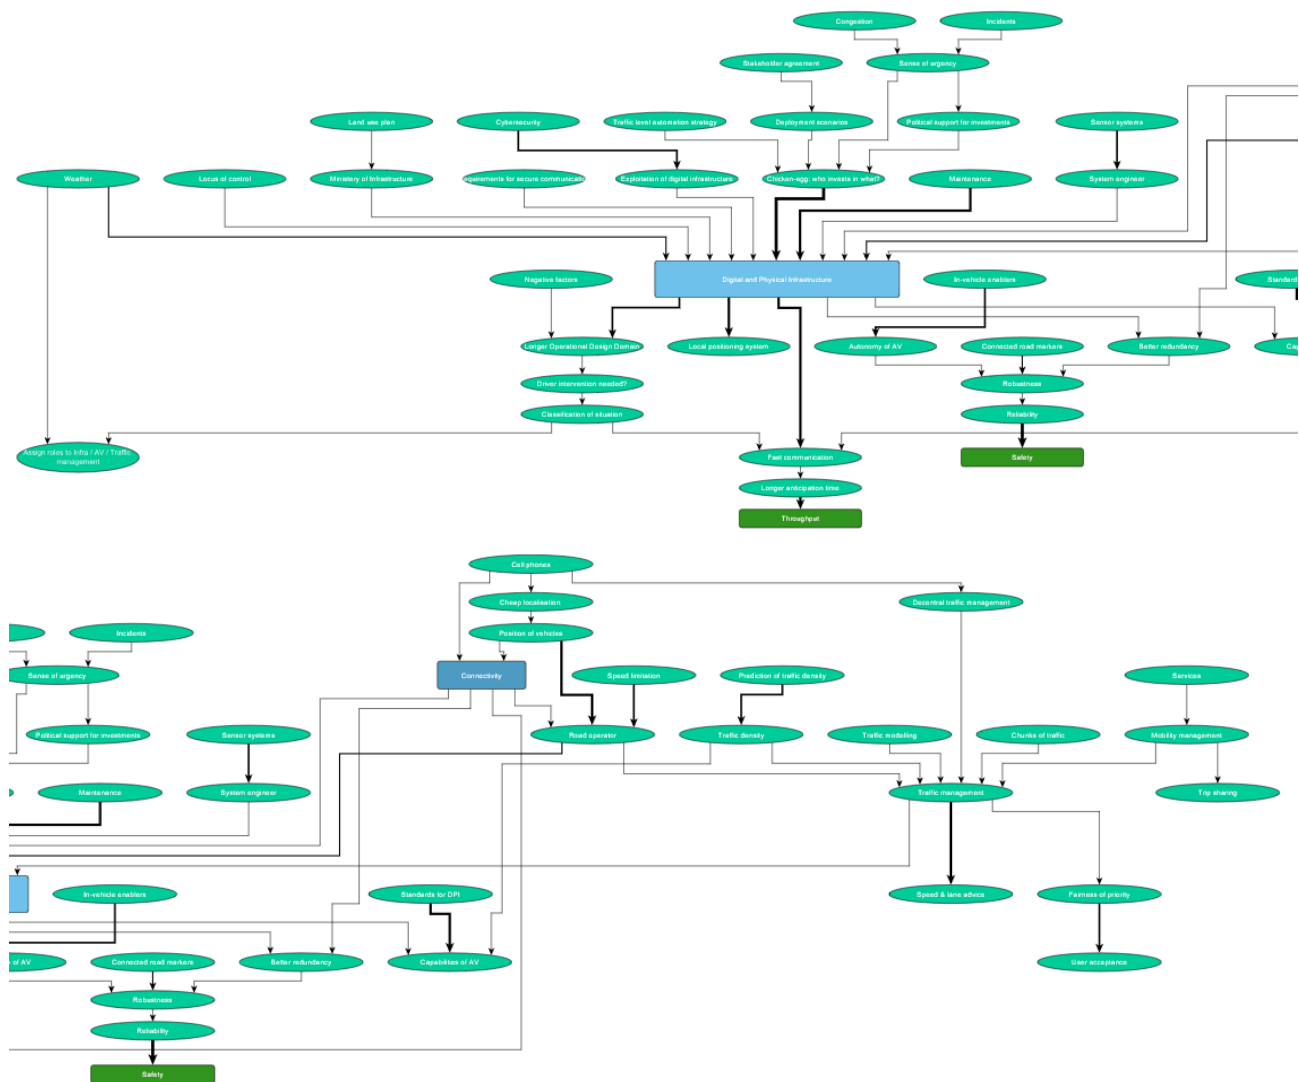 Congestion
Incidents
Stakeholder agreement
Sense of argency
Land use plan
Cybersecurity
Traffic level automation strategy
Deployment scenarios
Political support for investments
Sensor systems
Weather
Locus of control
Ministry of Infrastructure
equirements for secure communicatio
Exploitation of digital infrastructure
Chicken-egg: who invests in what?
Maintenance
System engineer
Negative factors
Digital and Physical Infrastructure
In-vehicle enablers
Standard
Longer Operational Design Domain
Local positioning system
Autonomy of AV
Connected road markers
Better redundancy
Cap
Driver intervention needed?
Robustness
Classification of situation
Reliability
Assign roles to Infra / AV / Traffic
management
Fast communication
Safety
Longer anticipation time
Throughput
Cell phones
Cheap localisation
Decentral traffic management
Incidents
Position of vehicles
Sense of argency
Connectivity
Speed limitation
Prediction of traffic density
Services
Political support for investments
Sensor systems
Road operator
Traffic density
Traffic modelling
Chunks of traffic
Mobility management
Maintenance
System engineer
Traffic management
Trip sharing
In-vehicle enablers
Standards for DPI
Speed & lane advice
Fairness of priority
of AV
Connected road markers
Better redundancy
Capabilities of AV
User acceptance
Robustness
Reliability
Safety